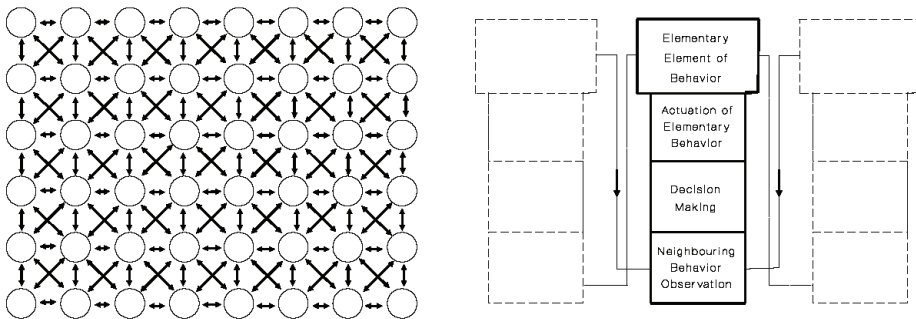 Elementary
Element of
Behavior
Actuation of
Elementary
Behavior
Decision
Making
Neighbouring
Behavior
Observation